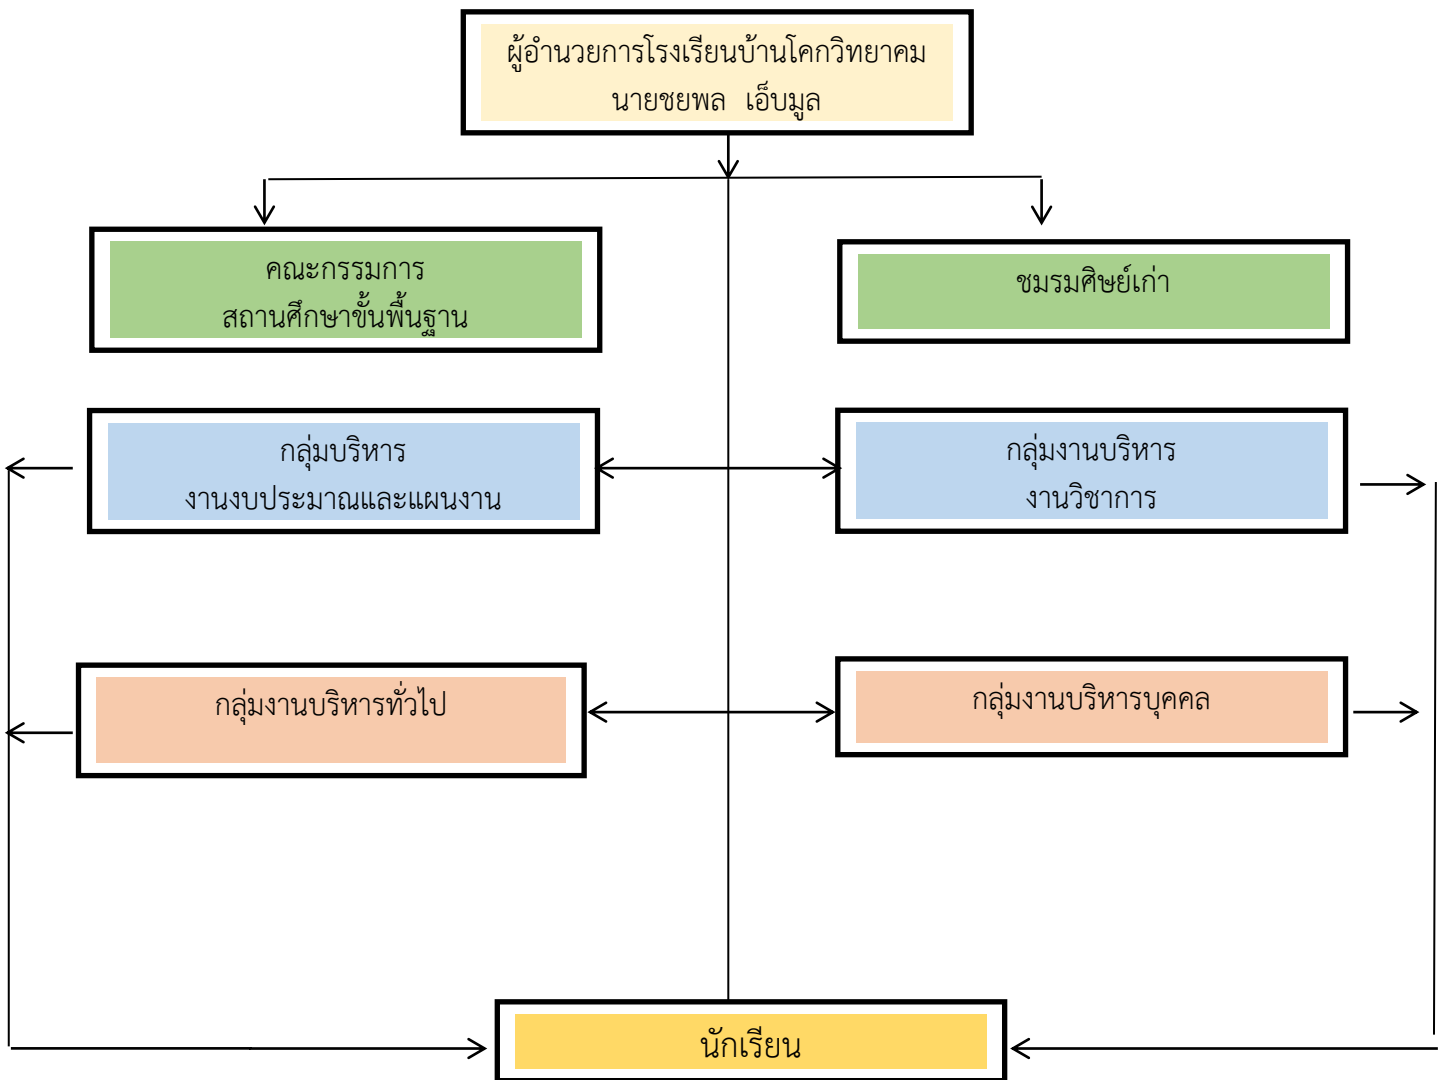 ผู้อำนวยการโรงเรียนบ้านโคกวิทยาคม
นายชยพล เอ็บมูล
คณะกรรมการ
สถานศึกษาขั้นพื้นฐาน
ชมรมศิษย์เก่า
กลุ่มบริหาร
งานงบประมาณและแผนงาน
กลุ่มงานบริหาร
งานวิชาการ
กลุ่มงานบริหารทั่วไป
กลุ่มงานบริหารบุคคล
นักเรียน